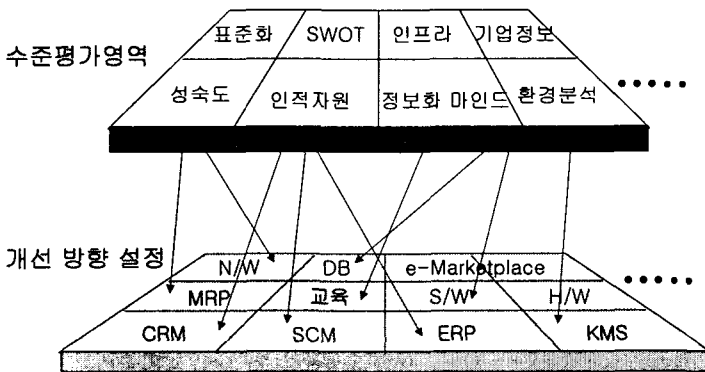 표준화 SWOT 인프라 기업정보
수준평가영역
성숙도 인적자원 정보화 마인드 환경분석
개선 방향 설정
N/W DB e-Marketplace
MRP 교육 S/W H/W
CRM SCM ERP KMS